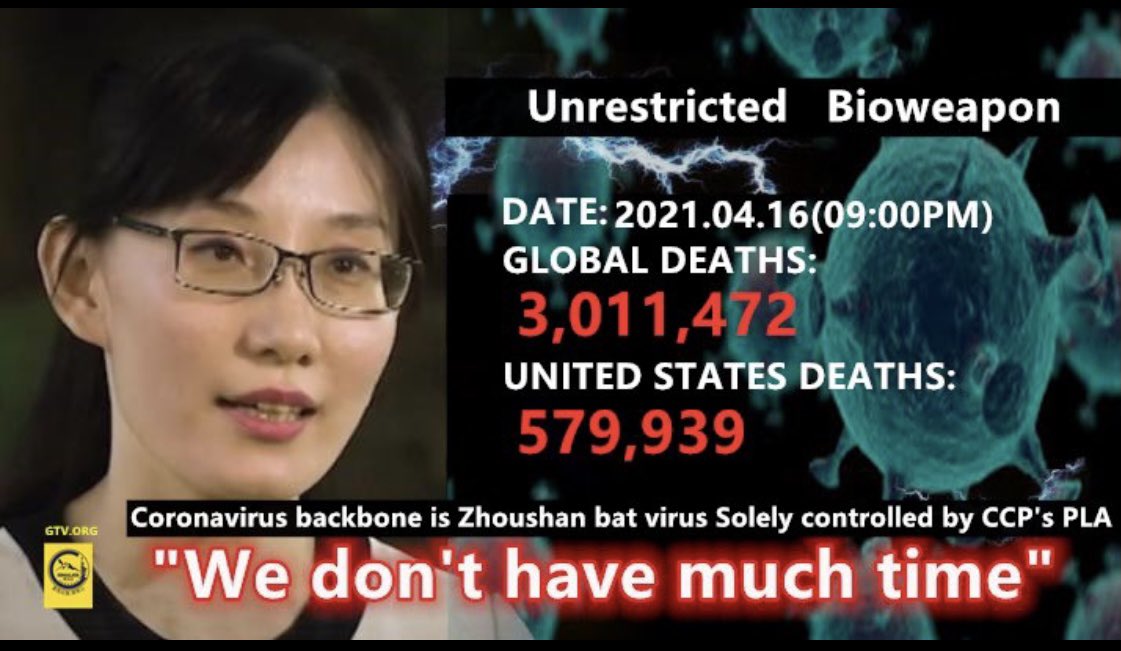 Unrestricted Bioweapon
DATE: 2021.04.16(09:00PM)
GLOBAL DEATHS:
3,011,472
UNITED STATES DEATHS:
579,939
Coronavirus backbone is Zhoushan bat virus Solely controlled by CCP's PLA
GTV.ORG
"We don't have much time"